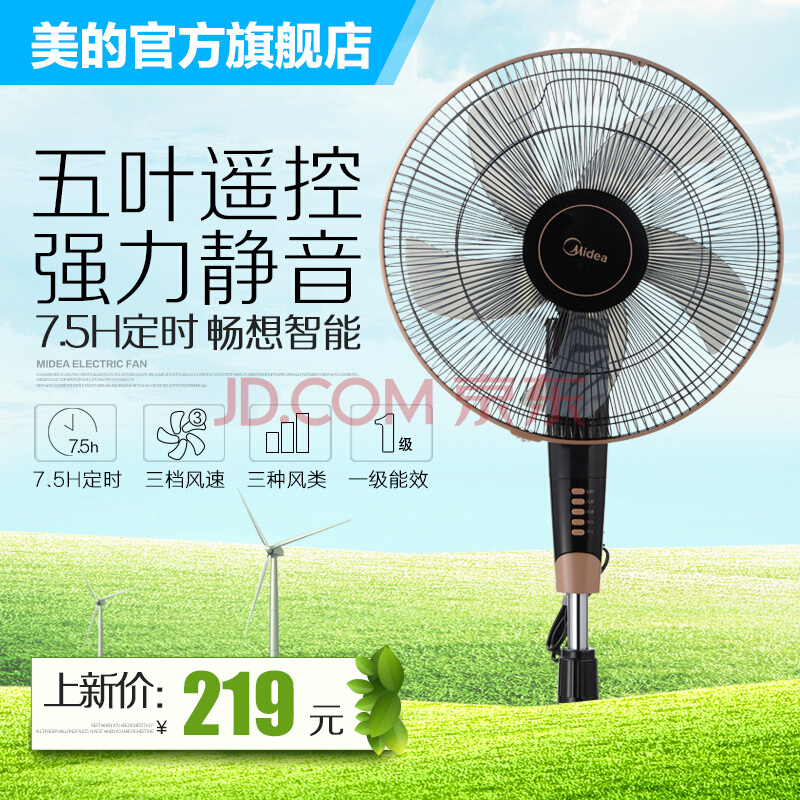 美的官方旗舰店
五叶遥控
强力静音
7.5H定时 畅想智能
MIDEA ELECTRIC FAN
JD.COM 京东
7.5h
3
1级
7.5H定时
三档风速
三种风类
一级能效
Midea
上新价:
¥ 219 元